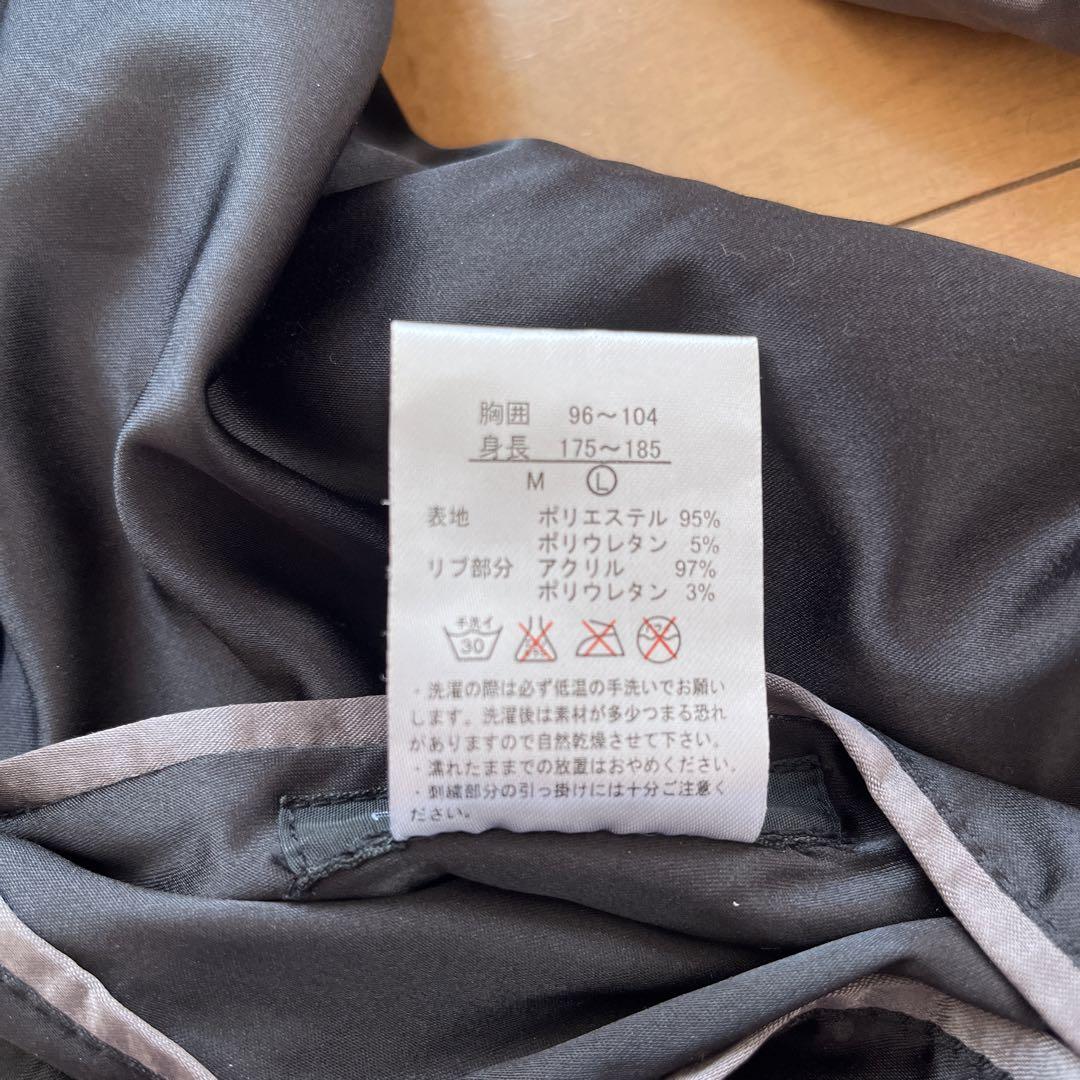 胸囲 96～104
身長 175～185
M Ⓛ
表地 ポリエステル 95%
ポリウレタン 5%
リブ部分 アクリル 97%
ポリウレタン 3%
手洗イ
30
・洗濯の際は必ず低温の手洗いでお願い
します。洗濯後は素材が多少つまる恐れ
がありますので自然乾燥させて下さい。
・濡れたままでの放置はおやめください.
・刺繍部分の引っ掛けには十分ご注意く
ださい。